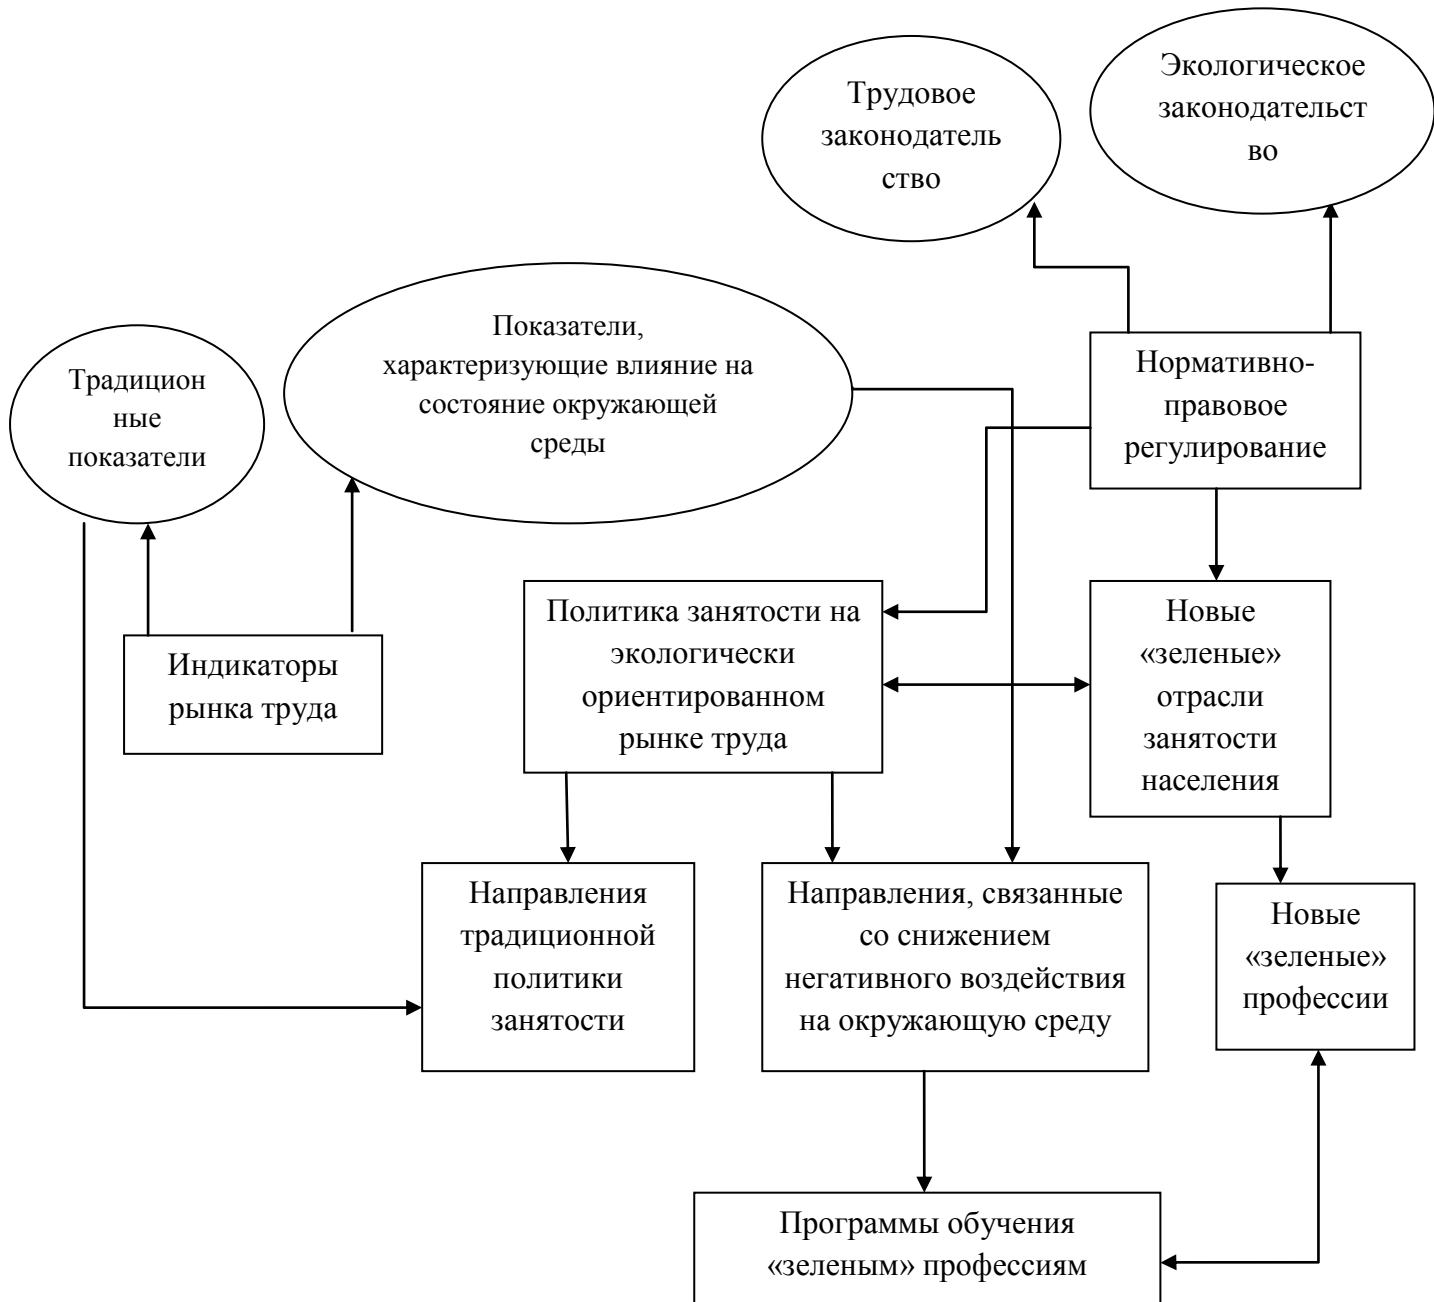 Трудовое
законодатель
ство
Экологическое
законодательст
во
Показатели,
характеризующие влияние на
состояние окружающей
среды
Традицион
ные
показатели
Нормативно-
правовое
регулирование
Индикаторы
рынка труда
Политика занятости на
экологически
ориентированном
рынке труда
Новые
«зеленые»
отрасли
занятости
населения
Направления
традиционной
политики
занятости
Направления, связанные
со снижением
негативного воздействия
на окружающую среду
Новые
«зеленые»
профессии
Программы обучения
«зеленым» профессиям